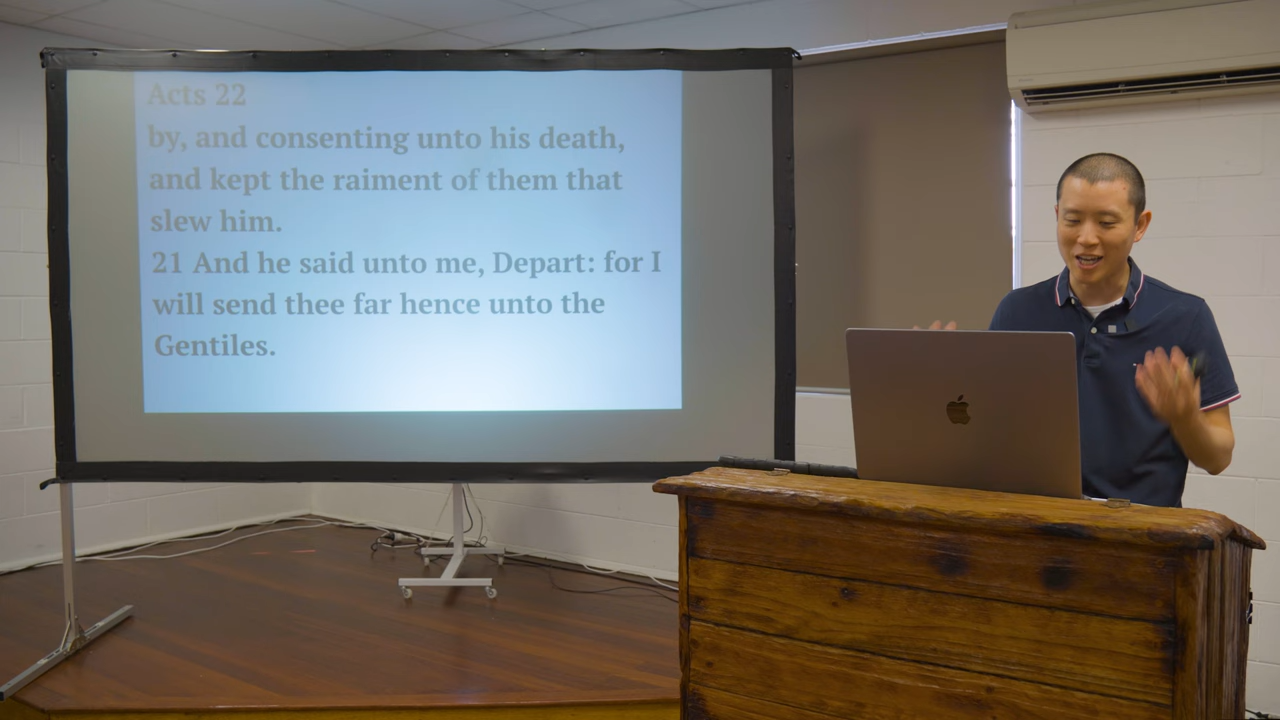 Acts 22
by, and consenting unto his death,
and kept the raiment of them that
slew him.
21 And he said unto me, Depart: for I
will send thee far hence unto the
Gentiles.